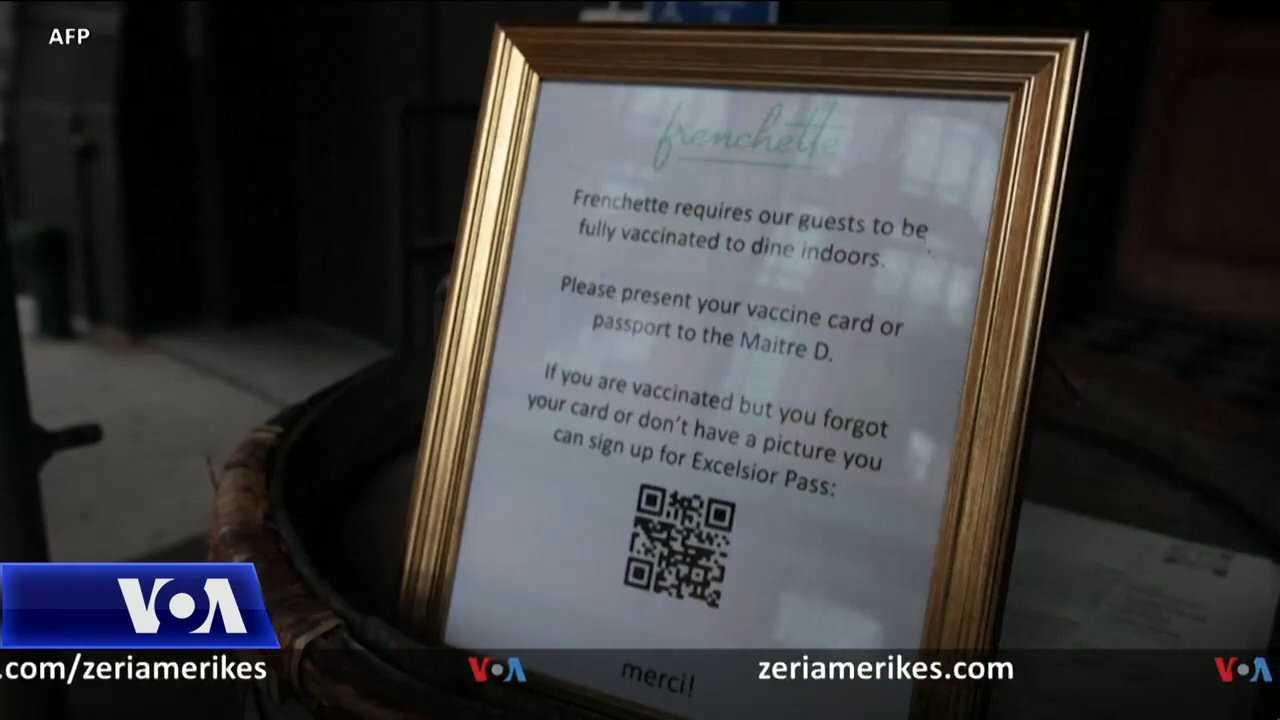 AFP
frenchette
Frenchette requires our guests to be
fully vaccinated to dine indoors.
Please present your vaccine card or
passport to the Maitre D.
If you are vaccinated but you forgot
your card or don't have a picture you
can sign up for Excelsior Pass:
merci!
VOA
.com/zeriamerikes
VOA
zeriamerikes.com
VOA